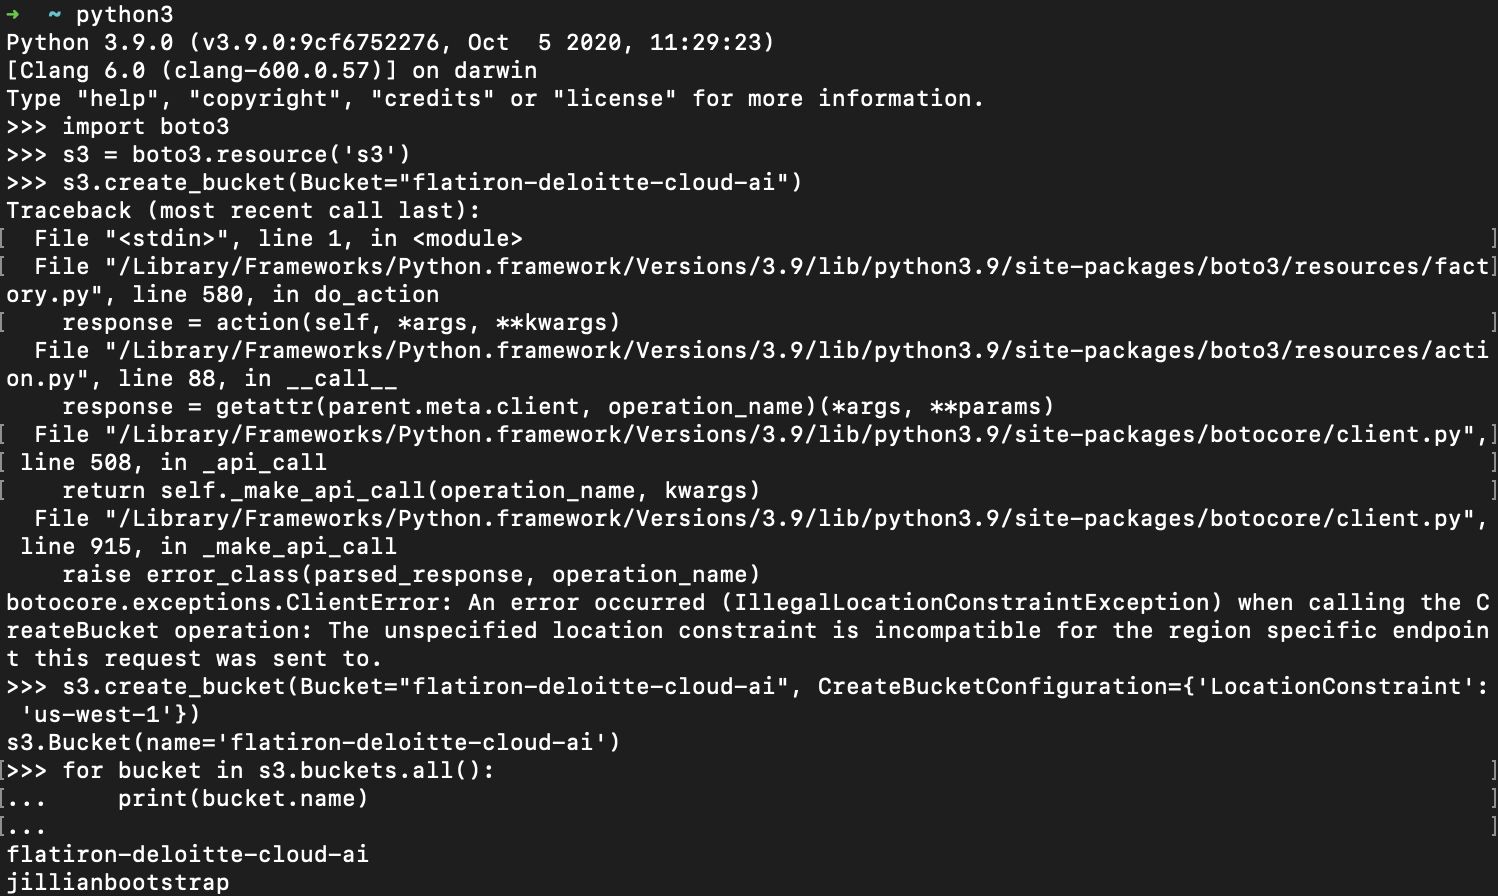 ➜  ~ python3
Python 3.9.0 (v3.9.0:9cf6752276, Oct  5 2020, 11:29:23)
[Clang 6.0 (clang-600.0.57)] on darwin
Type "help", "copyright", "credits" or "license" for more information.
>>> import boto3
>>> s3 = boto3.resource('s3')
>>> s3.create_bucket(Bucket="flatiron-deloitte-cloud-ai")
Traceback (most recent call last):
[  File "<stdin>", line 1, in <module>                                                                     ]
[  File "/Library/Frameworks/Python.framework/Versions/3.9/lib/python3.9/site-packages/boto3/resources/fact]
ory.py", line 580, in do_action
[    response = action(self, *args, **kwargs)                                                              ]
  File "/Library/Frameworks/Python.framework/Versions/3.9/lib/python3.9/site-packages/boto3/resources/acti
on.py", line 88, in __call__
    response = getattr(parent.meta.client, operation_name)(*args, **params)
[  File "/Library/Frameworks/Python.framework/Versions/3.9/lib/python3.9/site-packages/botocore/client.py",]
[ line 508, in _api_call                                                                                   ]
[    return self._make_api_call(operation_name, kwargs)                                                    ]
  File "/Library/Frameworks/Python.framework/Versions/3.9/lib/python3.9/site-packages/botocore/client.py",
 line 915, in _make_api_call
    raise error_class(parsed_response, operation_name)
botocore.exceptions.ClientError: An error occurred (IllegalLocationConstraintException) when calling the C
reateBucket operation: The unspecified location constraint is incompatible for the region specific endpoin
t this request was sent to.
>>> s3.create_bucket(Bucket="flatiron-deloitte-cloud-ai", CreateBucketConfiguration={'LocationConstraint':
 'us-west-1'})
s3.Bucket(name='flatiron-deloitte-cloud-ai')
[>>> for bucket in s3.buckets.all():                                                                       ]
[...     print(bucket.name)                                                                                ]
[...                                                                                                       ]
flatiron-deloitte-cloud-ai
jillianbootstrap